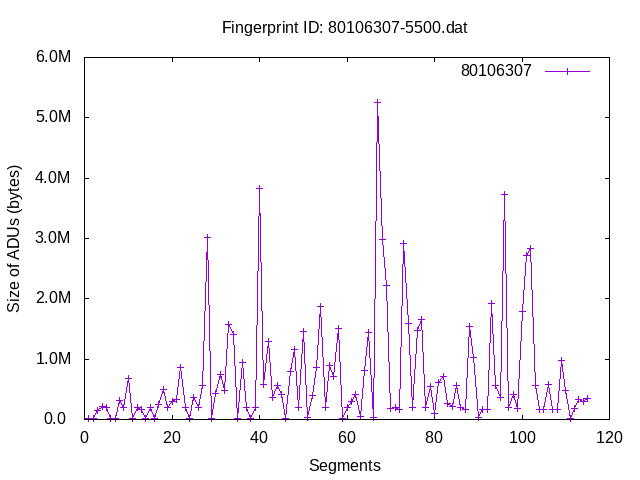 Fingerprint ID: 80106307-5500.dat
6.0M
80106307
5.0M
4.0M
3.0M
2.0M
1.0M
0.0
Size of ADUs (bytes)
0 20 40 60 80 100 120
Segments